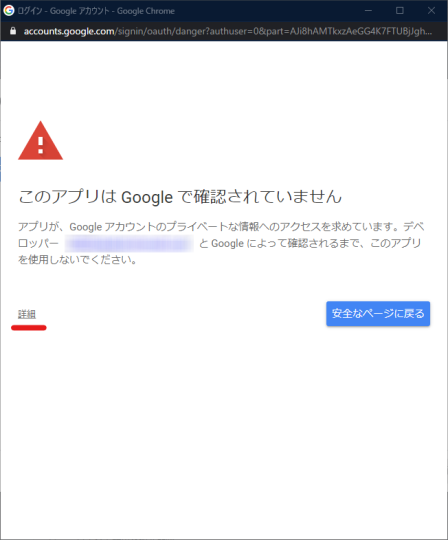 ログイン - Google アカウント - Google Chrome
accounts.google.com/signin/oauth/danger?authuser=0&part=AJi8hAMTkxzAeGG4K7FTUBjJgh...
このアプリは Google で確認されていません
アプリが、Google アカウントのプライベートな情報へのアクセスを求めています。デベ
ロッパー と Google によって確認されるまで、このアプリ
を使用しないでください。
詳細
安全なページに戻る